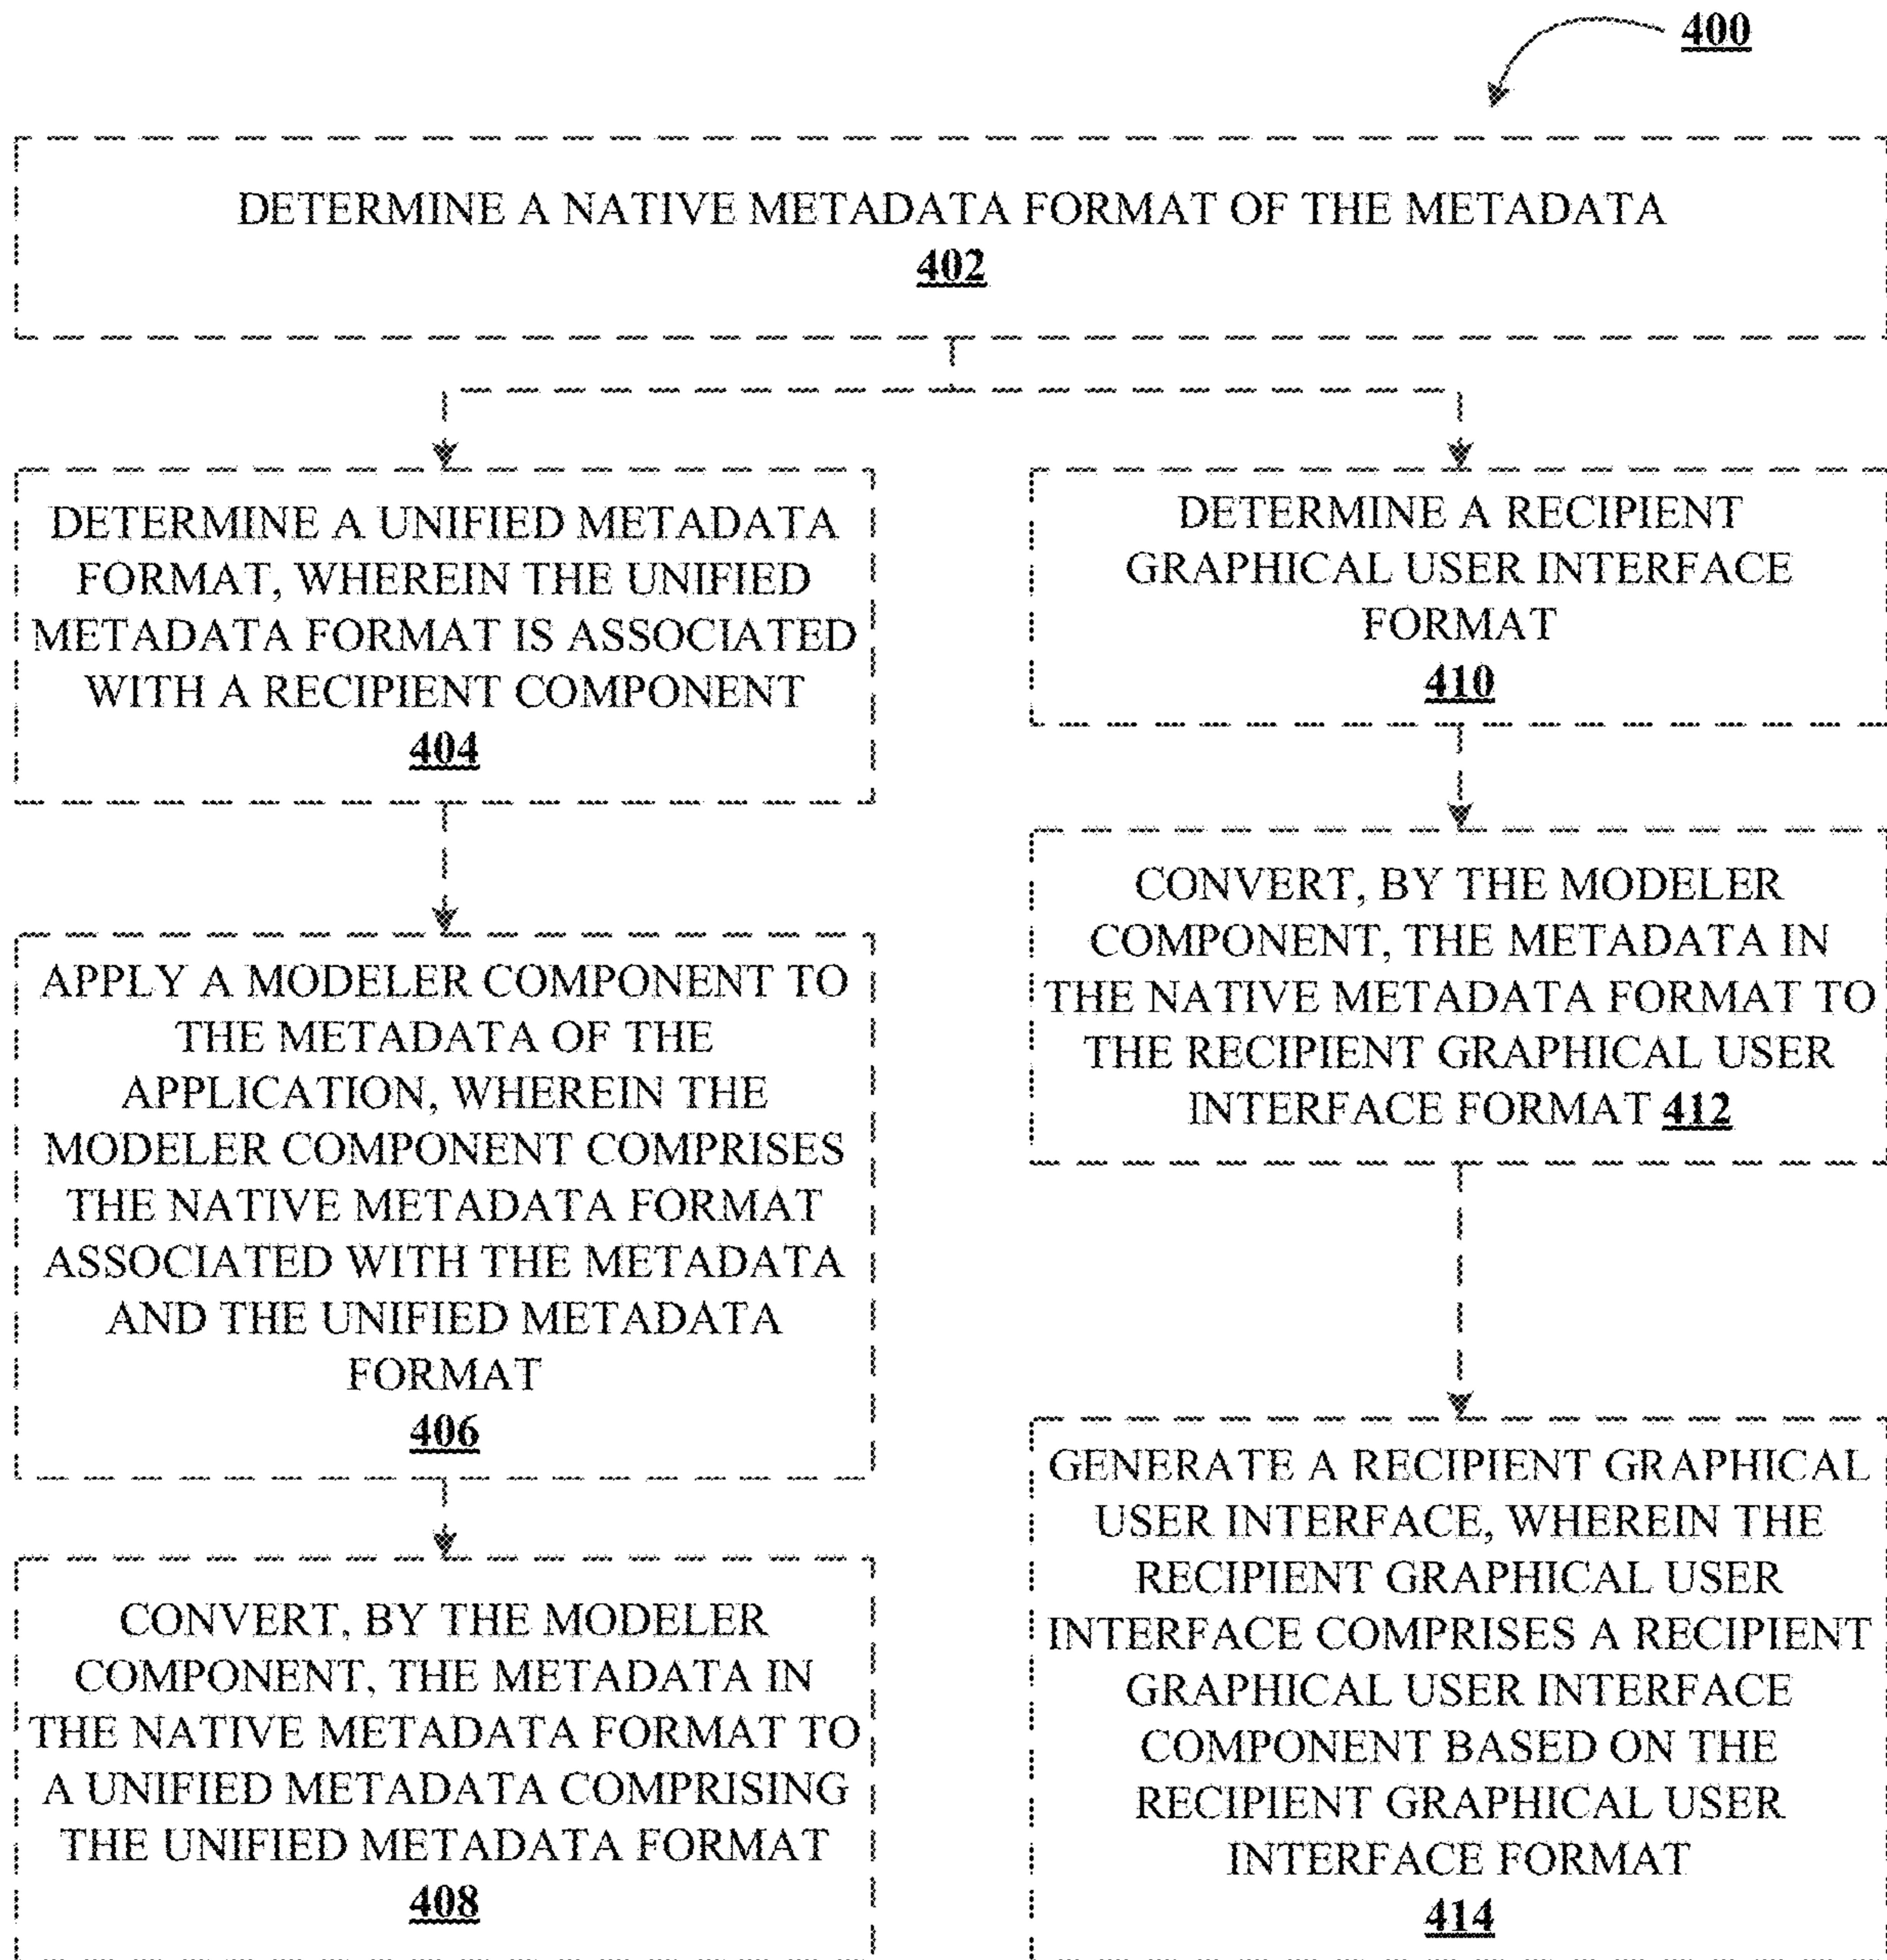 400
DETERMINE A NATIVE METADATA FORMAT OF THE METADATA
402
DETERMINE A UNIFIED METADATA
FORMAT, WHEREIN THE UNIFIED
METADATA FORMAT IS ASSOCIATED
WITH A RECIPIENT COMPONENT
404
APPLY A MODELER COMPONENT TO
THE METADATA OF THE
APPLICATION, WHEREIN THE
MODELER COMPONENT COMPRISES
THE NATIVE METADATA FORMAT
ASSOCIATED WITH THE METADATA
AND THE UNIFIED METADATA
FORMAT
406
CONVERT, BY THE MODELER
COMPONENT, THE METADATA IN
THE NATIVE METADATA FORMAT TO
A UNIFIED METADATA COMPRISING
THE UNIFIED METADATA FORMAT
408
DETERMINE A RECIPIENT
GRAPHICAL USER INTERFACE
FORMAT
410
CONVERT, BY THE MODELER
COMPONENT, THE METADATA IN
THE NATIVE METADATA FORMAT TO
THE RECIPIENT GRAPHICAL USER
INTERFACE FORMAT 412
GENERATE A RECIPIENT GRAPHICAL
USER INTERFACE, WHEREIN THE
RECIPIENT GRAPHICAL USER
INTERFACE COMPRISES A RECIPIENT
GRAPHICAL USER INTERFACE
COMPONENT BASED ON THE
RECIPIENT GRAPHICAL USER
INTERFACE FORMAT
414